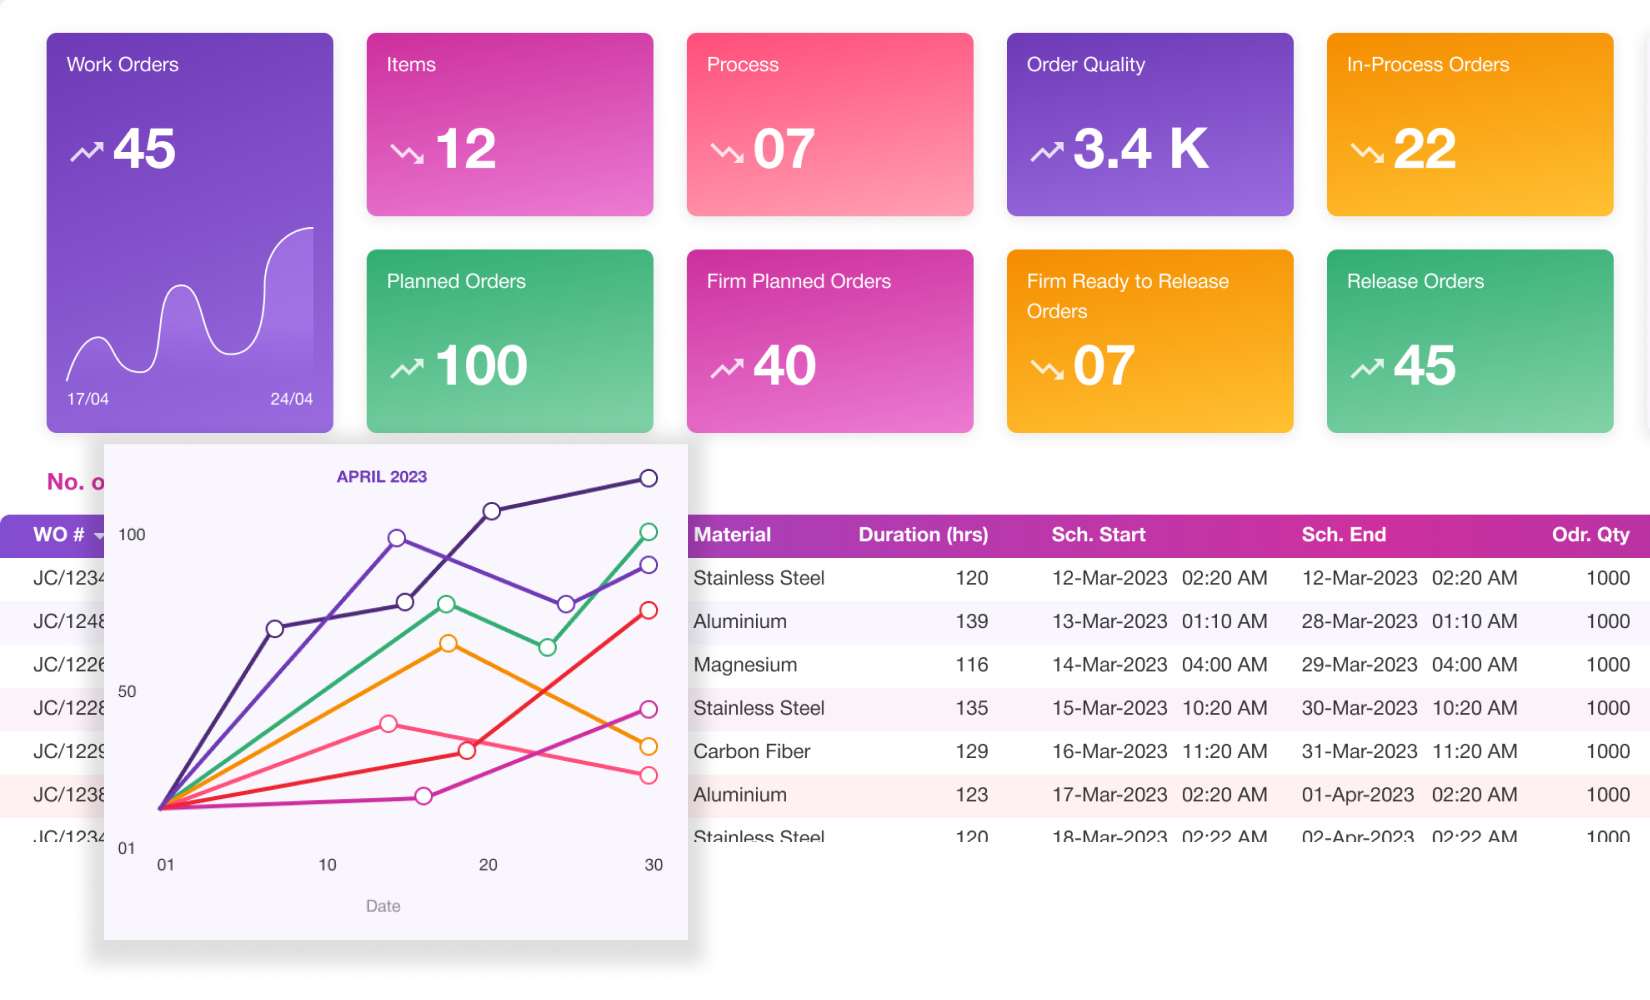 Work Orders
45
17/04 24/04
Items
12
Process
07
Order Quality
3.4 K
In-Process Orders
22
Planned Orders
100
Firm Planned Orders
40
Firm Ready to Release
Orders
07
Release Orders
45
No. o
APRIL 2023
100
50
01
01 10 20 30
Date
WO # Material Duration (hrs) Sch. Start Sch. End Odr. Qty
JC/1234 Stainless Steel 120 12-Mar-2023 02:20 AM 12-Mar-2023 02:20 AM 1000
JC/1248 Aluminium 139 13-Mar-2023 01:10 AM 28-Mar-2023 01:10 AM 1000
JC/1226 Magnesium 116 14-Mar-2023 04:00 AM 29-Mar-2023 04:00 AM 1000
JC/1228 Stainless Steel 135 15-Mar-2023 10:20 AM 30-Mar-2023 10:20 AM 1000
JC/1229 Carbon Fiber 129 16-Mar-2023 11:20 AM 31-Mar-2023 11:20 AM 1000
JC/1238 Aluminium 123 17-Mar-2023 02:20 AM 01-Apr-2023 02:20 AM 1000
JC/1234 Stainless Steel 120 18-Mar-2023 02:22 AM 02-Apr-2023 02:22 AM 1000